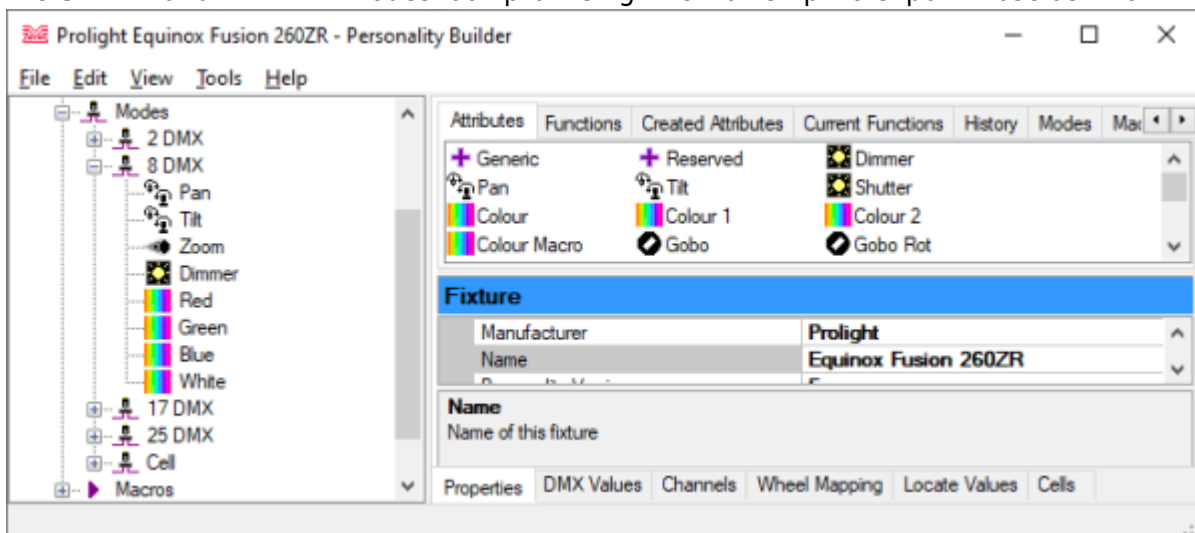 Prolight Equinox Fusion 260ZR - Personality Builder
File Edit View Tools Help
Modes
2 DMX
8 DMX
Pan
Tilt
Zoom
Dimmer
Red
Green
Blue
White
17 DMX
25 DMX
Cell
Macros
Attributes Functions Created Attributes Current Functions History Modes
Generic Reserved Dimmer
Pan Tilt Shutter
Colour Colour 1 Colour 2
Colour Macro Gobo Gobo Rot
Fixture
Manufacturer Prolight
Name Equinox Fusion 260ZR
Name
Name of this fixture
Properties DMX Values Channels Wheel Mapping Locate Values Cells